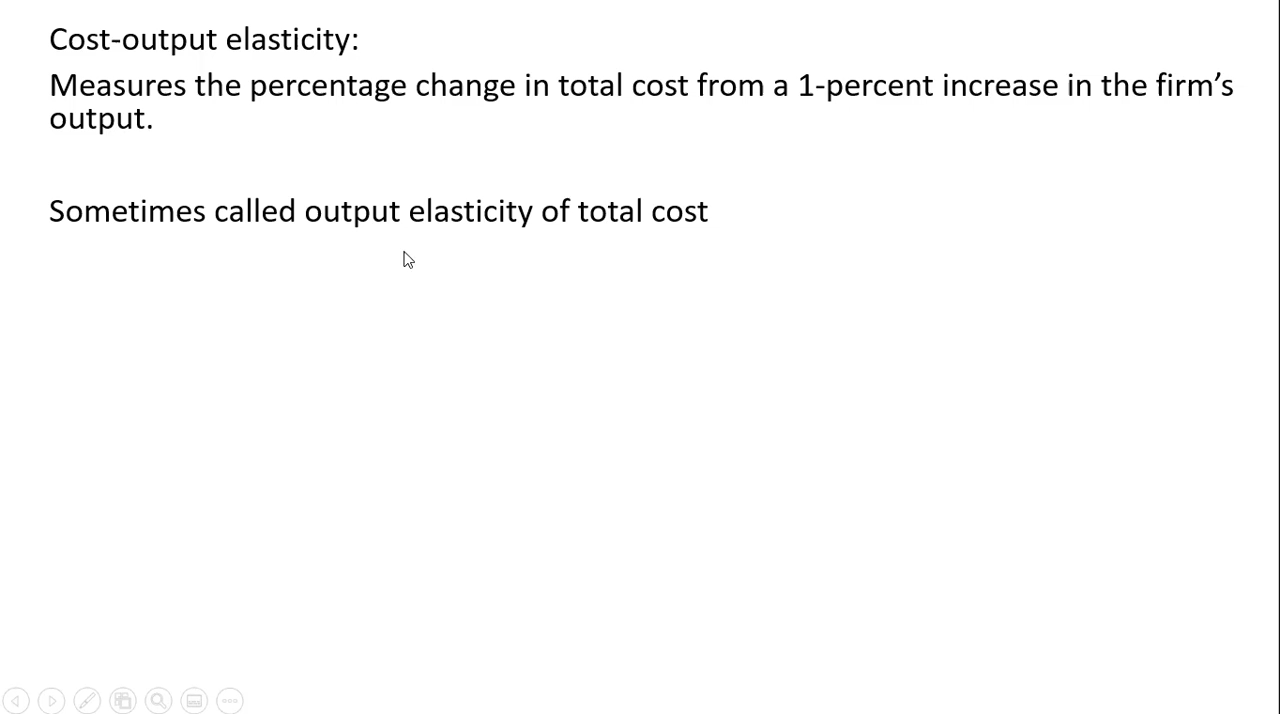 Cost-output elasticity:
Measures the percentage change in total cost from a 1-percent increase in the firm’s
output.
Sometimes called output elasticity of total cost